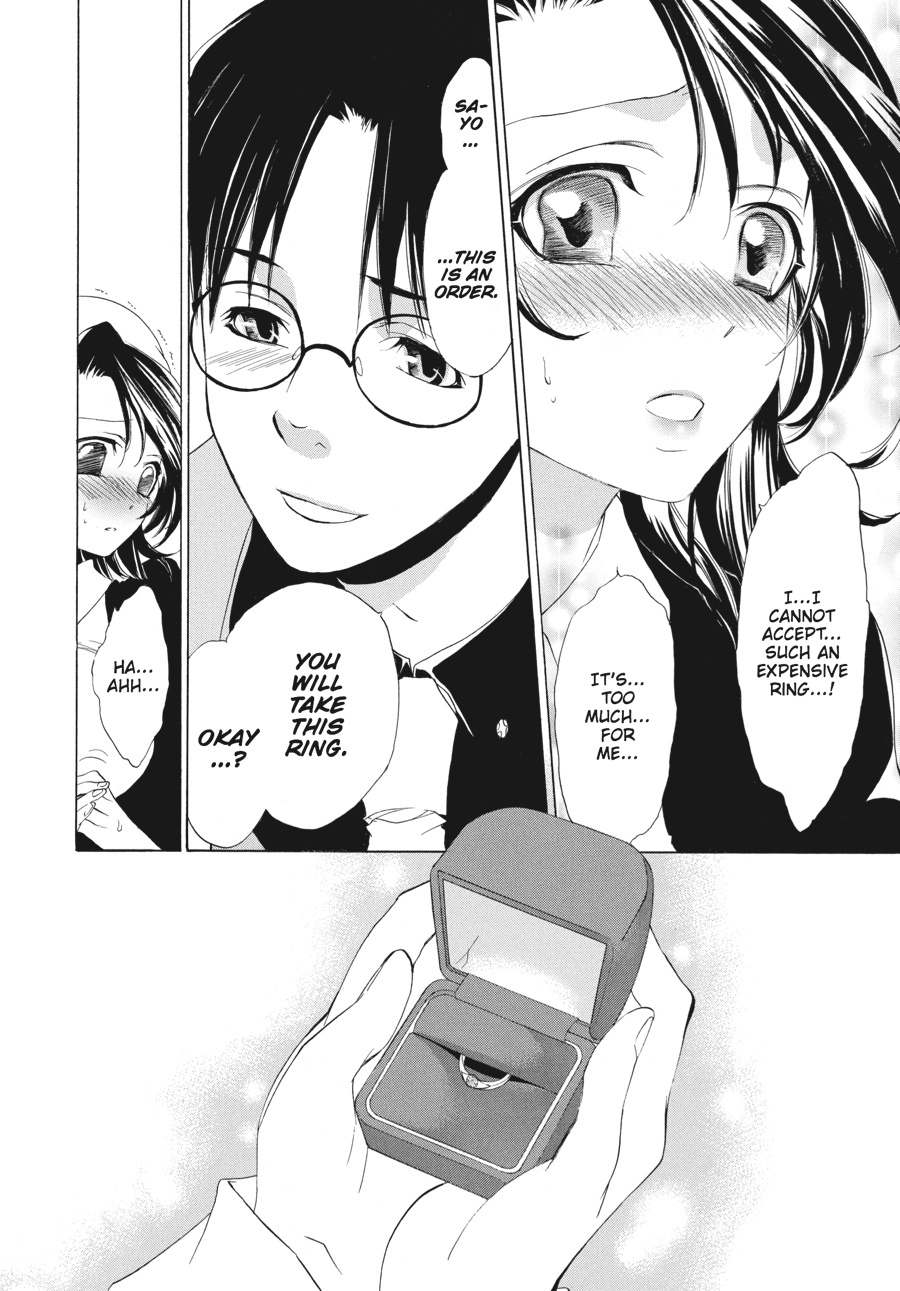 I...I
CANNOT
ACCEPT...
SUCH AN
EXPENSIVE
RING...!
IT'S...
TOO
MUCH...
FOR
ME...
SA-
YO
...
...THIS
IS AN
ORDER.
YOU
WILL
TAKE
THIS
RING.
OKAY
...?
HA...
AHH...